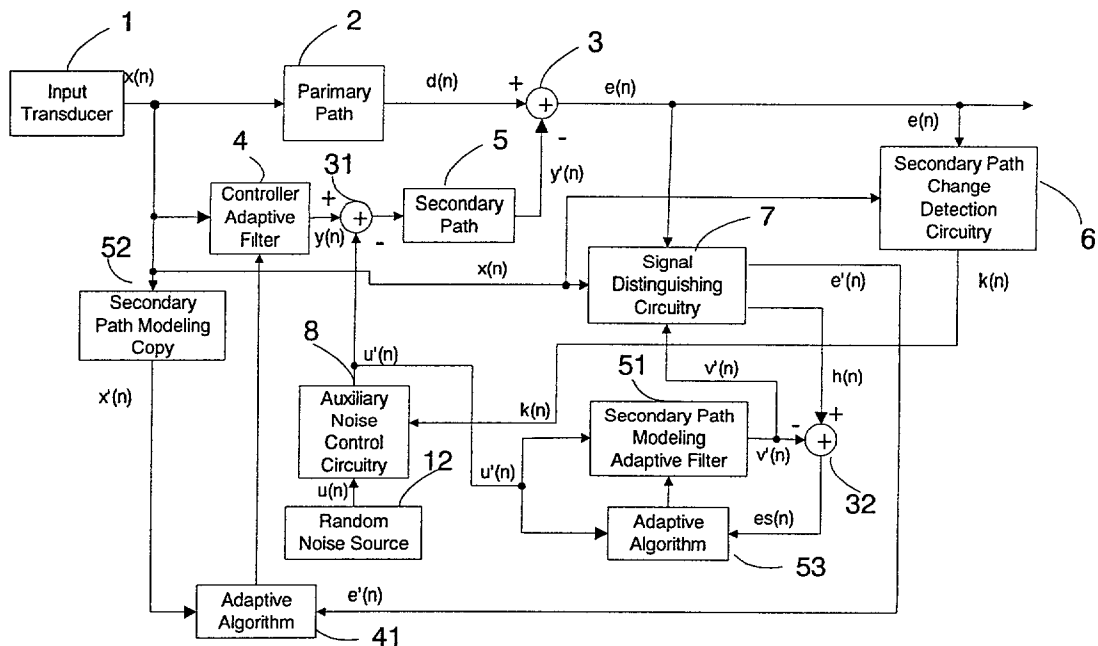 1
2
3
x(n)
d(n)
+
+
e(n)
Input
Transducer
Parimary
Path
-
e(n)
4
31
5
y'(n)
Controller
Adaptive
Filter
+
+
y(n)
-
Secondary
Path
Secondary Path
Change
Detection
Circuitry
6
7
52
x(n)
Signal
Distinguishing
Circuitry
e'(n)
k(n)
Secondary
Path Modeling
Copy
8
u'(n)
51
v'(n)
h(n)
x'(n)
Auxiliary
Noise
Control
Circuitry
k(n)
Secondary Path
Modeling
Adaptive Filter
-
+
+
v'(n)
12
u'(n)
32
u(n)
Random
Noise Source
es(n)
Adaptive
Algorithm
53
Adaptive
Algorithm
e'(n)
41